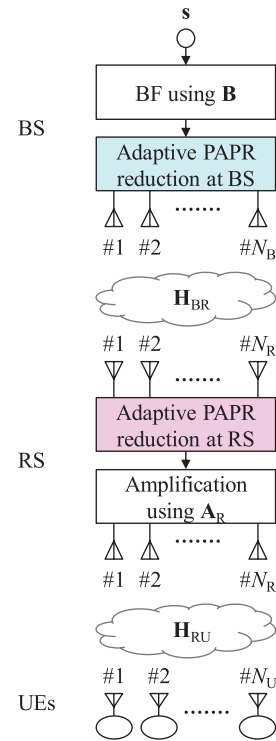 s
BF using B
BS
Adaptive PAPR
reduction at BS
#1 #2 ....... #N_B
H_BR
#1 #2 #N_R
.......
Adaptive PAPR
reduction at RS
RS
Amplification
using A_R
.......
#1 #2 #N_R
H_RU
#1 #2 #N_U
UEs .......